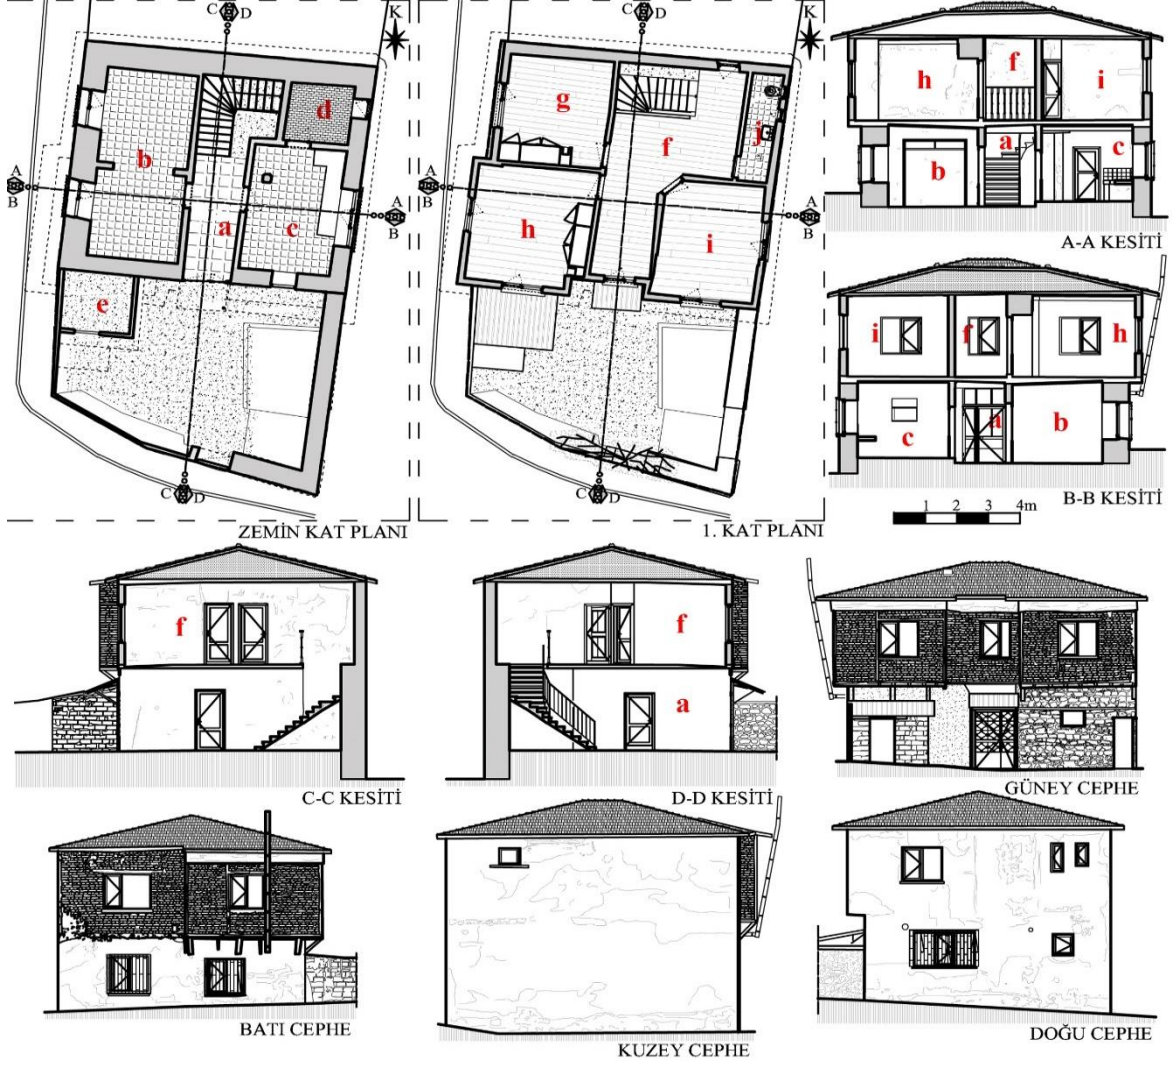 C D
K
b
d
a
c
e
A
B
A
B
C D
ZEMİN KAT PLANI
C D
K
g
f
j
h
i
A
B
A
B
C D
1. KAT PLANI
h
f
i
b
a
c
A-A KESİTİ
i
f
h
c
a
b
B-B KESİTİ
1 2 3 4m
f
C-C KESİTİ
f
a
D-D KESİTİ
GÜNEY CEPHE
BATI CEPHE
KUZEY CEPHE
DOĞU CEPHE